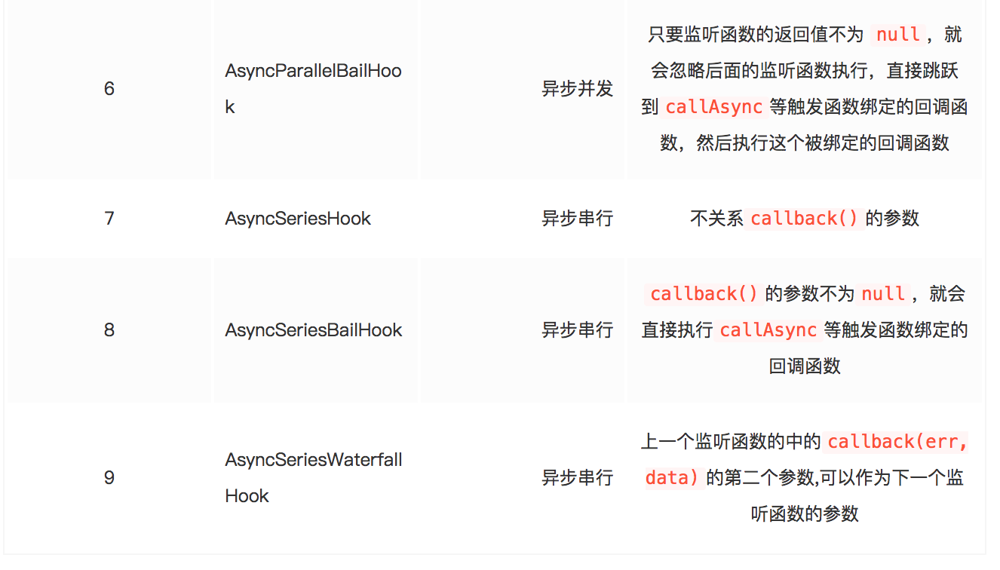 6
AsyncParallelBailHoo
k
异步并发
只要监听函数的返回值不为 null，就
会忽略后面的监听函数执行，直接跳跃
到 callAsync 等触发函数绑定的回调函
数，然后执行这个被绑定的回调函数
7
AsyncSeriesHook
异步串行
不关系 callback() 的参数
8
AsyncSeriesBailHook
异步串行
callback() 的参数不为 null，就会
直接执行 callAsync 等触发函数绑定的
回调函数
9
AsyncSeriesWaterfall
Hook
异步串行
上一个监听函数的中的 callback(err,
data) 的第二个参数,可以作为下一个监
听函数的参数